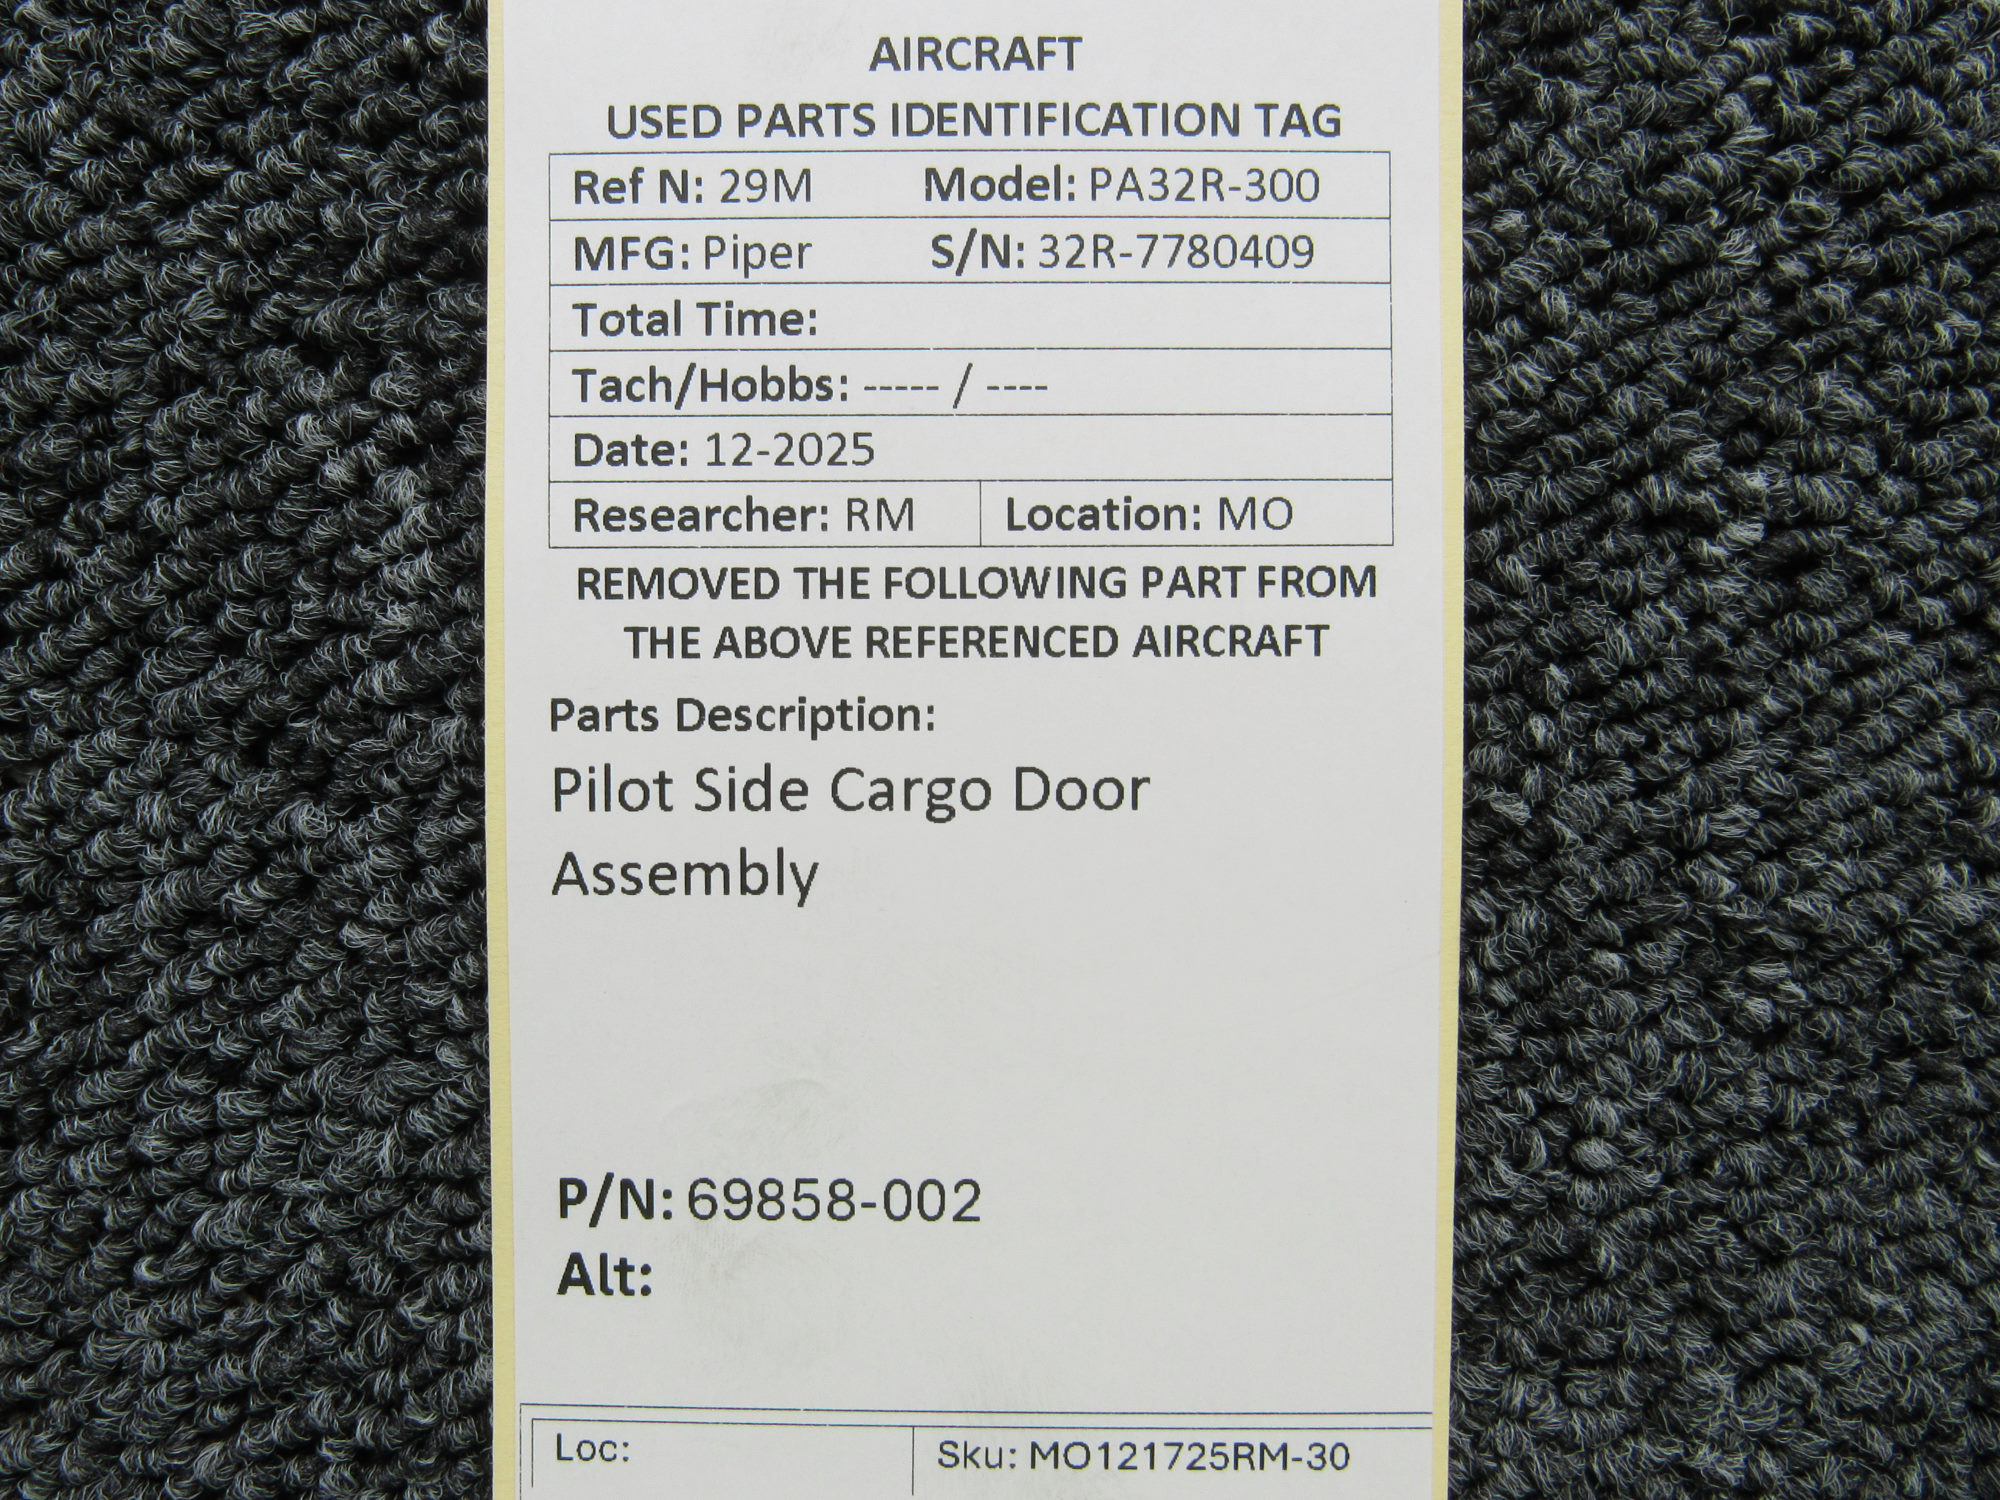 AIRCRAFT
USED PARTS IDENTIFICATION TAG
Ref N: 29M Model: PA32R-300
MFG: Piper S/N: 32R-7780409
Total Time:
Tach/Hobbs: ----- / ----
Date: 12-2025
Researcher: RM Location: MO
REMOVED THE FOLLOWING PART FROM
THE ABOVE REFERENCED AIRCRAFT
Parts Description:
Pilot Side Cargo Door
Assembly
P/N: 69858-002
Alt:
Loc: Sku: MO121725RM-30